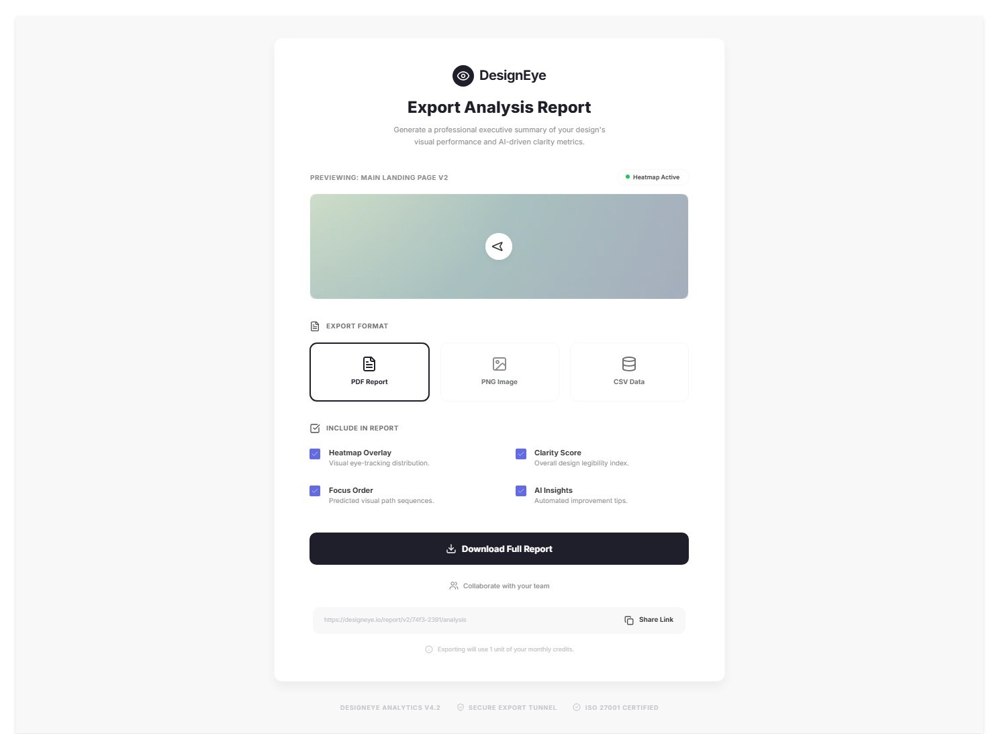 DesignEye
Export Analysis Report
Generate a professional executive summary of your design's
visual performance and AI-driven clarity metrics.
PREVIEWING: MAIN LANDING PAGE V2
Heatmap Active
EXPORT FORMAT
PDF Report
PNG Image
CSV Data
INCLUDE IN REPORT
Heatmap Overlay
Visual eye-tracking distribution.
Clarity Score
Overall design legibility index.
Focus Order
Predicted visual path sequences.
AI Insights
Automated improvement tips.
Download Full Report
Collaborate with your team
https://designeye.io/report/v2/74f3-2391/analysis
Share Link
Exporting will use 1 unit of your monthly credits.
DESIGNEYE ANALYTICS V4.2
SECURE EXPORT TUNNEL
ISO 27001 CERTIFIED